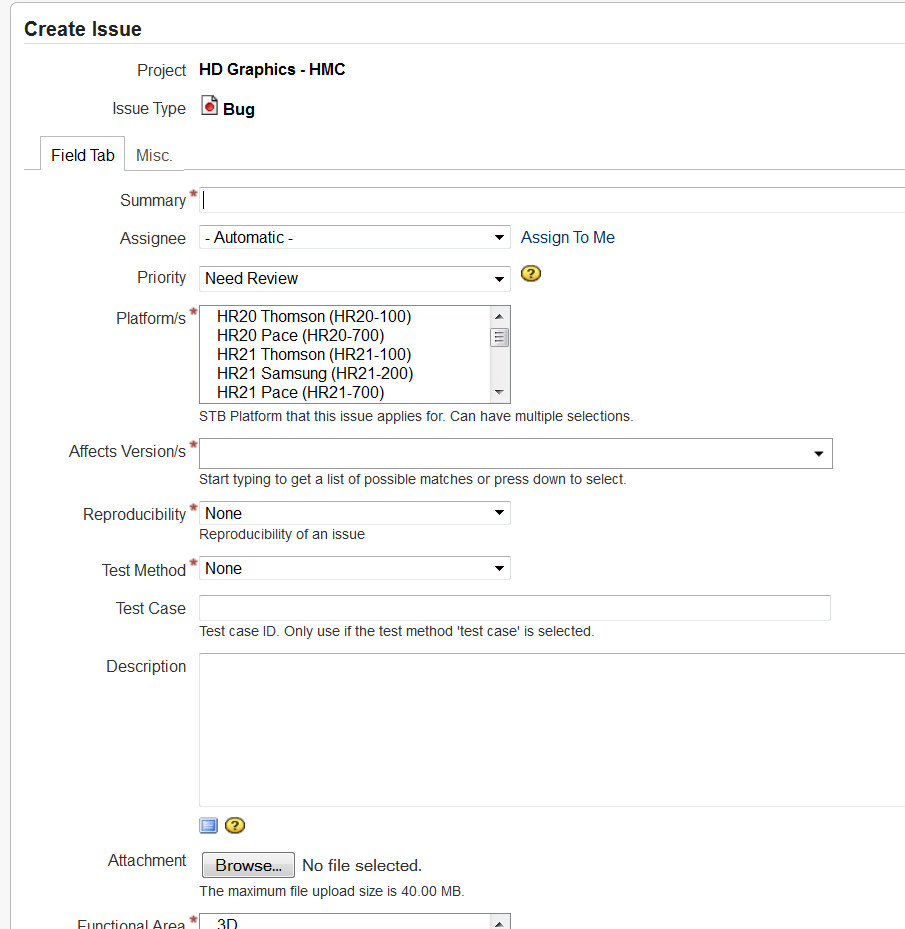 Create Issue
Project HD Graphics - HMC
Issue Type Bug
Field Tab Misc.
Summary *
Assignee - Automatic - Assign To Me
Priority Need Review ?
Platform/s * HR20 Thomson (HR20-100)
HR20 Pace (HR20-700)
HR21 Thomson (HR21-100)
HR21 Samsung (HR21-200)
HR21 Pace (HR21-700)
STB Platform that this issue applies for. Can have multiple selections.
Affects Version/s *
Start typing to get a list of possible matches or press down to select.
Reproducibility * None
Reproducibility of an issue
Test Method * None
Test Case
Test case ID. Only use if the test method 'test case' is selected.
Description
?
Attachment Browse... No file selected.
The maximum file upload size is 40.00 MB.
Functional Area * 3D